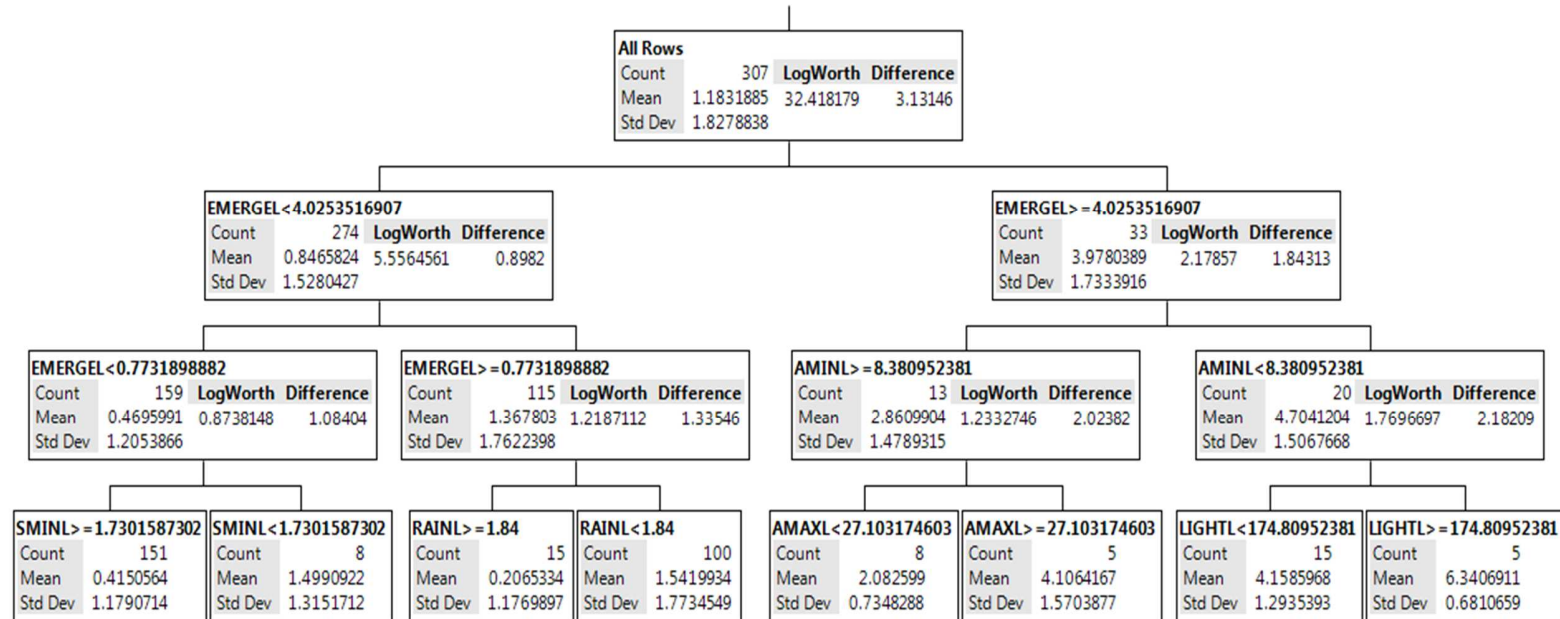 All Rows
Count 307 LogWorth Difference
Mean 1.1831885 32.418179 3.13146
Std Dev 1.8278838
EMERGEL<4.0253516907
Count 274 LogWorth Difference
Mean 0.8465824 5.5564561 0.8982
Std Dev 1.5280427
EMERGEL>=4.0253516907
Count 33 LogWorth Difference
Mean 3.9780389 2.17857 1.84313
Std Dev 1.7333916
EMERGEL<0.7731898882
Count 159 LogWorth Difference
Mean 0.4695991 0.8738148 1.08404
Std Dev 1.2053866
EMERGEL>=0.7731898882
Count 115 LogWorth Difference
Mean 1.367803 1.2187112 1.33546
Std Dev 1.7622398
AMINL>=8.380952381
Count 13 LogWorth Difference
Mean 2.8609904 1.2332746 2.02382
Std Dev 1.4789315
AMINL<8.380952381
Count 20 LogWorth Difference
Mean 4.7041204 1.7696697 2.18209
Std Dev 1.5067668
SMINL>=1.7301587302
Count 151
Mean 0.4150564
Std Dev 1.1790714
SMINL<1.7301587302
Count 8
Mean 1.4990922
Std Dev 1.3151712
RAINL>=1.84
Count 15
Mean 0.2065334
Std Dev 1.1769897
RAINL<1.84
Count 100
Mean 1.5419934
Std Dev 1.7734549
AMAXL<27.103174603
Count 8
Mean 2.082599
Std Dev 0.7348288
AMAXL>=27.103174603
Count 5
Mean 4.1064167
Std Dev 1.5703877
LIGHTL<174.80952381
Count 15
Mean 4.1585968
Std Dev 1.2935393
LIGHTL>=174.80952381
Count 5
Mean 6.3406911
Std Dev 0.6810659